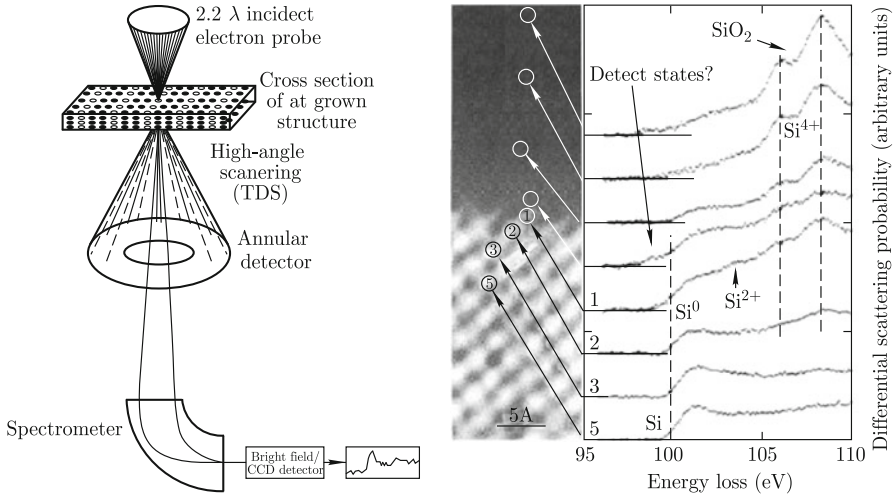 2.2 λ incidect
electron probe
Cross section
of at grown
structure
High-angle
scanering
(TDS)
Annular
detector
Spectrometer
Bright field/
CCD detector
1
2
3
5
5A
SiO2
Detect states?
Si4+
Si2+
Si0
1
2
3
Si
5
95
100
105
110
Energy loss (eV)
Differential scattering probability (arbitrary units)